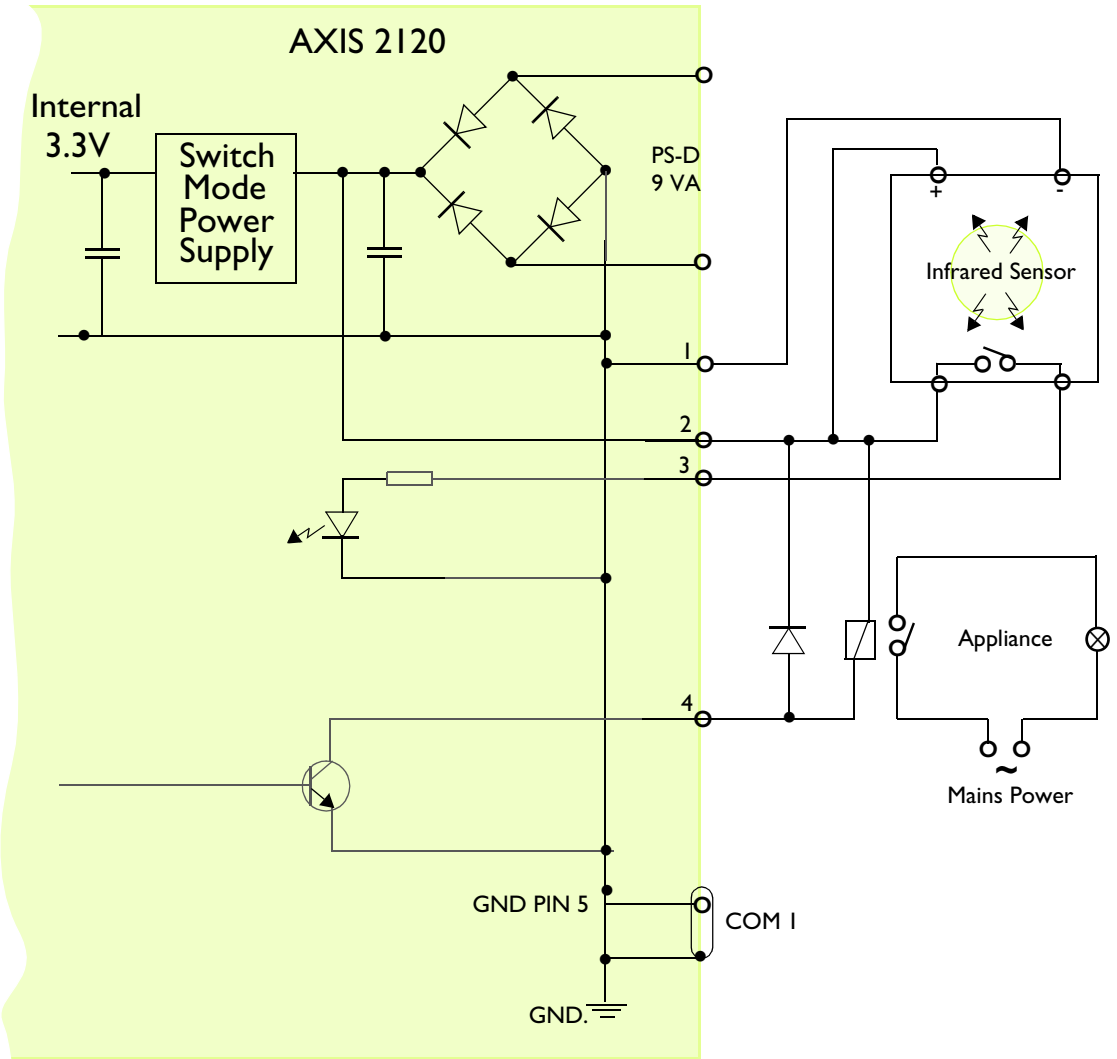 AXIS 2120
Internal
3.3V
Switch
Mode
Power
Supply
PS-D
9 VA
+
-
Infrared Sensor
1
2
3
Appliance
4
~
Mains Power
GND PIN 5
COM 1
GND.